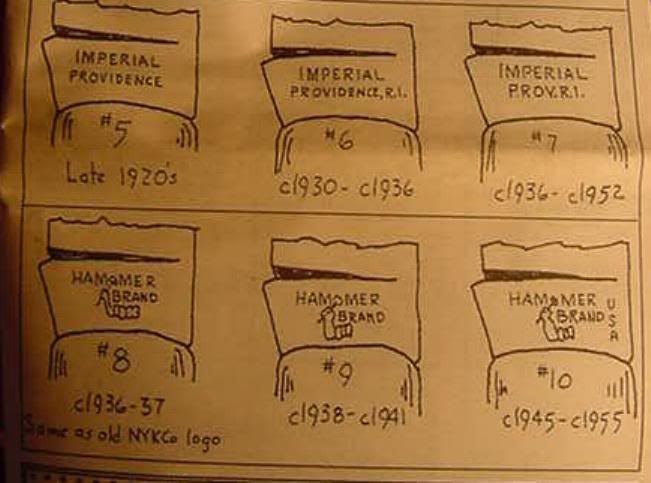 IMPERIAL
PROVIDENCE
#5
Late 1920's
IMPERIAL
PROVIDENCE, R.I.
#6
c1930 - c1936
IMPERIAL
PROV. R.I.
#7
c1936 - c1952
HAMMER
BRAND
#8
c1936-37
Same as old NYKCo logo
HAMMER
BRAND
#9
c1938-c1941
HAMMER
BRAND
USA
#10
c1945-c1955